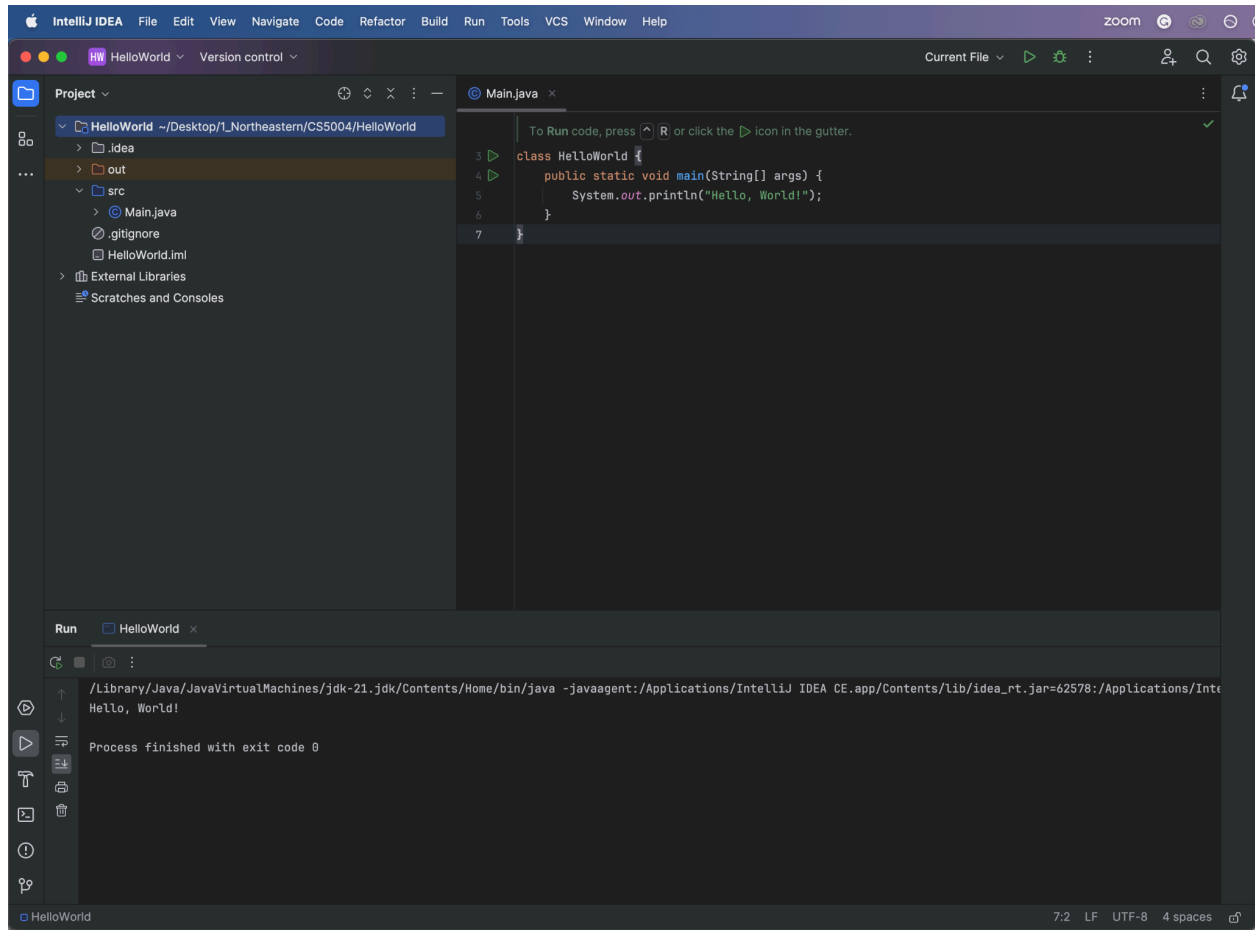 IntelliJ IDEA File Edit View Navigate Code Refactor Build Run Tools VCS Window Help zoom
HW HelloWorld Version control Current File
Project
Main.java
HelloWorld ~/Desktop/1_Northeastern/CS5004/HelloWorld
.idea
out
src
Main.java
.gitignore
HelloWorld.iml
External Libraries
Scratches and Consoles
To Run code, press ^ R or click the ▷ icon in the gutter.
3 class HelloWorld {
4 public static void main(String[] args) {
5 System.out.println("Hello, World!");
6 }
7 }
Run HelloWorld
/Library/Java/JavaVirtualMachines/jdk-21.jdk/Contents/Home/bin/java -javaagent:/Applications/IntelliJ IDEA CE.app/Contents/lib/idea_rt.jar=62578:/Applications/Inte
Hello, World!
Process finished with exit code 0
HelloWorld 7:2 LF UTF-8 4 spaces